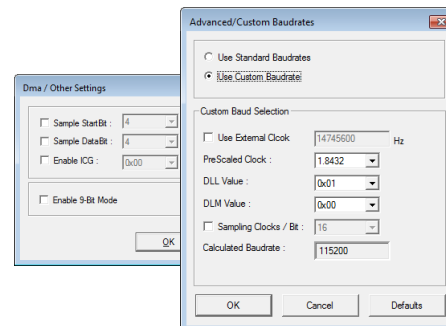 Dma / Other Settings
Sample StartBit : 4
Sample DataBit : 4
Enable ICG : 0x00
Enable 9-Bit Mode
OK
Advanced/Custom Baudrates
Use Standard Baudrates
Use Custom Baudrate
Custom Baud Selection
Use External Clcok 14745600 Hz
PreScaled Clock : 1.8432
DLL Value : 0x01
DLM Value : 0x00
Sampling Clocks / Bit : 16
Calculated Baudrate : 115200
OK Cancel Defaults